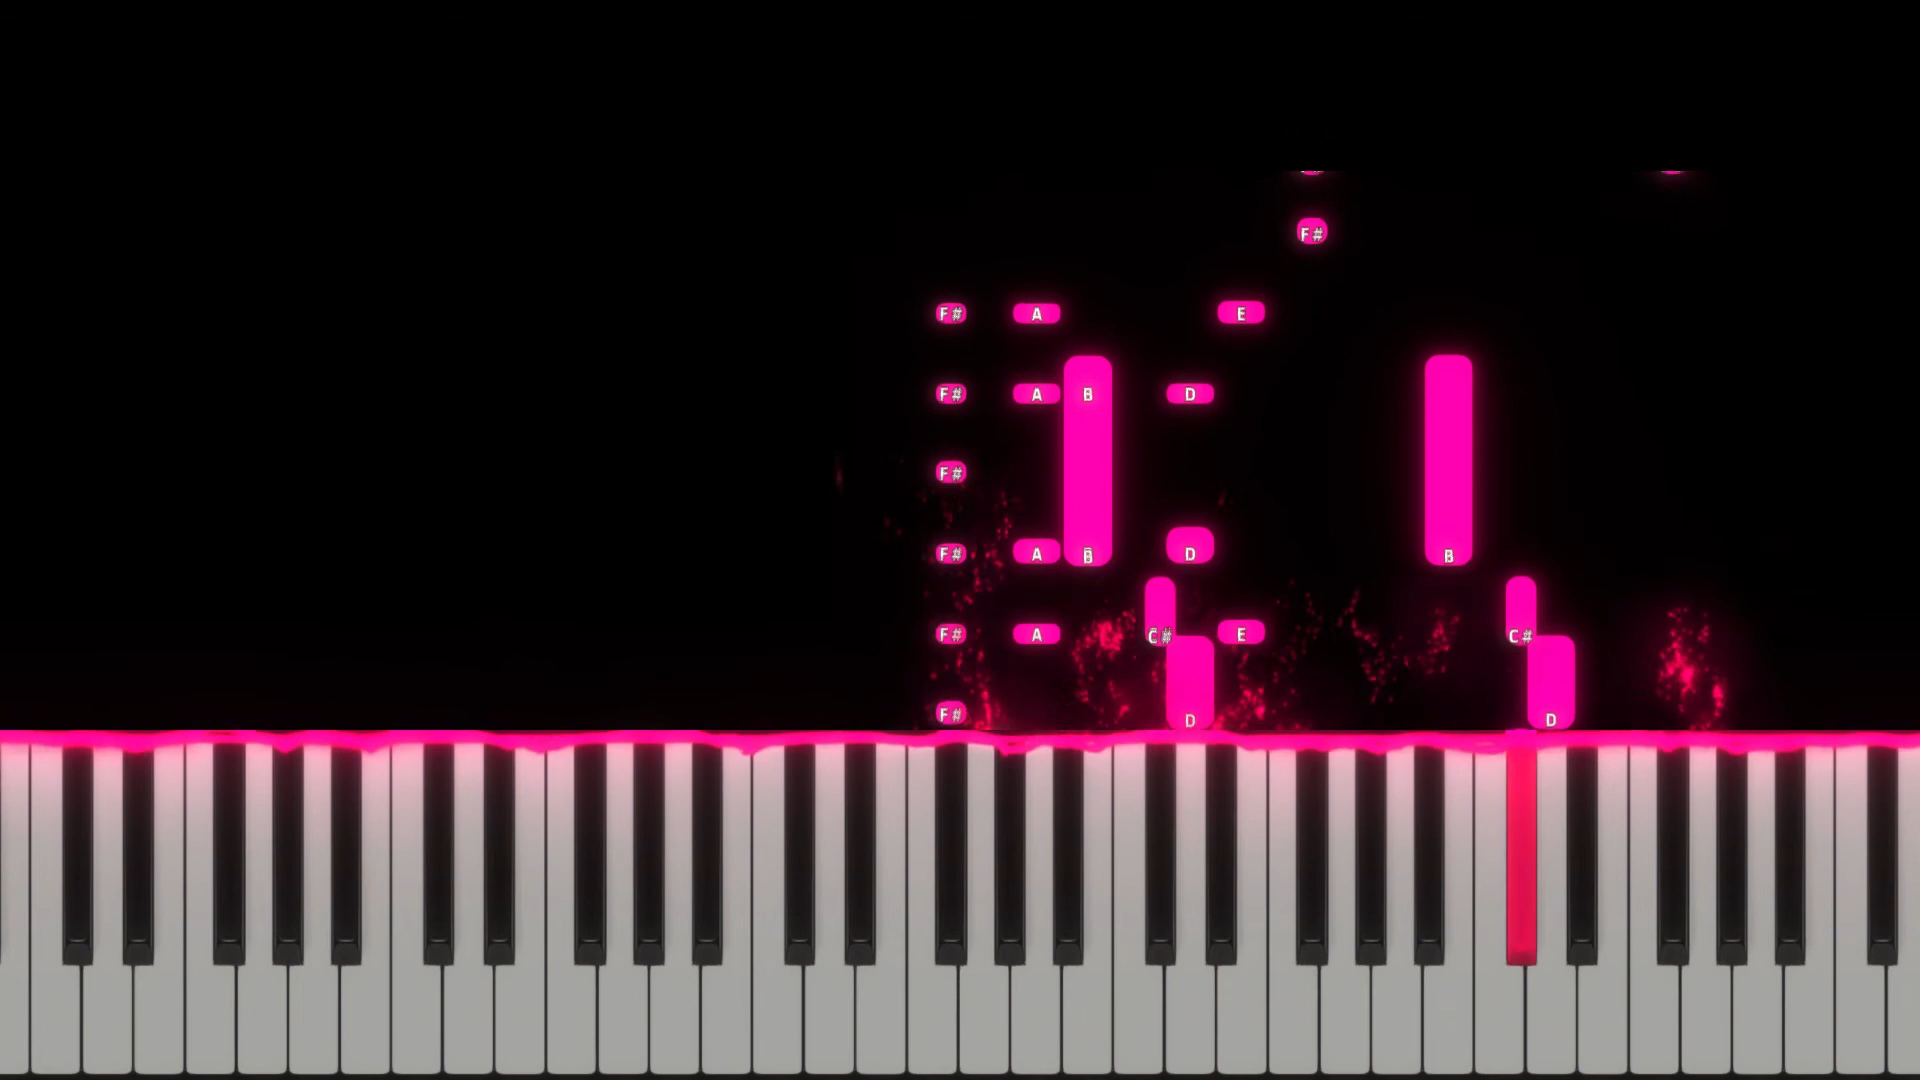 F#
F# A E
F# A B D
F#
F# A B D B
F# A C# E C#
F# D D